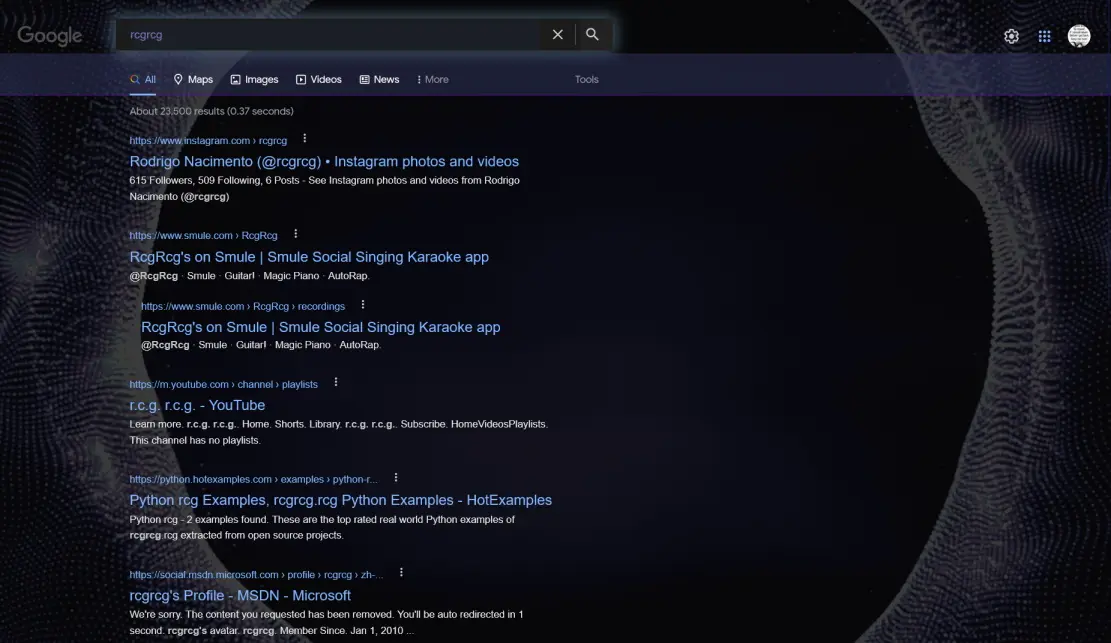 Google
rcgrcg
All Maps Images Videos News More Tools
About 23.500 results (0.37 seconds)
https://www.instagram.com › rcgrcg
Rodrigo Nacimento (@rcgrcg) • Instagram photos and videos
615 Followers, 509 Following, 6 Posts - See Instagram photos and videos from Rodrigo
Nacimento (@rcgrcg)
https://www.smule.com › RcgRcg
RcgRcg's on Smule | Smule Social Singing Karaoke app
@RcgRcg · Smule · Guitar! · Magic Piano · AutoRap.
https://www.smule.com › RcgRcg › recordings
RcgRcg's on Smule | Smule Social Singing Karaoke app
@RcgRcg · Smule · Guitar! · Magic Piano · AutoRap.
https://m.youtube.com › channel › playlists
r.c.g. r.c.g. - YouTube
Learn more. r.c.g. r.c.g.. Home. Shorts. Library. r.c.g. r.c.g.. Subscribe. HomeVideosPlaylists.
This channel has no playlists.
https://python.hotexamples.com › examples › python-r...
Python rcg Examples, rcgrcg.rcg Python Examples - HotExamples
Python rcg - 2 examples found. These are the top rated real world Python examples of
rcgrcg.rcg extracted from open source projects.
https://social.msdn.microsoft.com › profile › rcgrcg › zh-...
rcgrcg's Profile - MSDN - Microsoft
We're sorry. The content you requested has been removed. You'll be auto redirected in 1
second. rcgrcg's avatar. rcgrcg. Member Since. Jan 1, 2010 ...